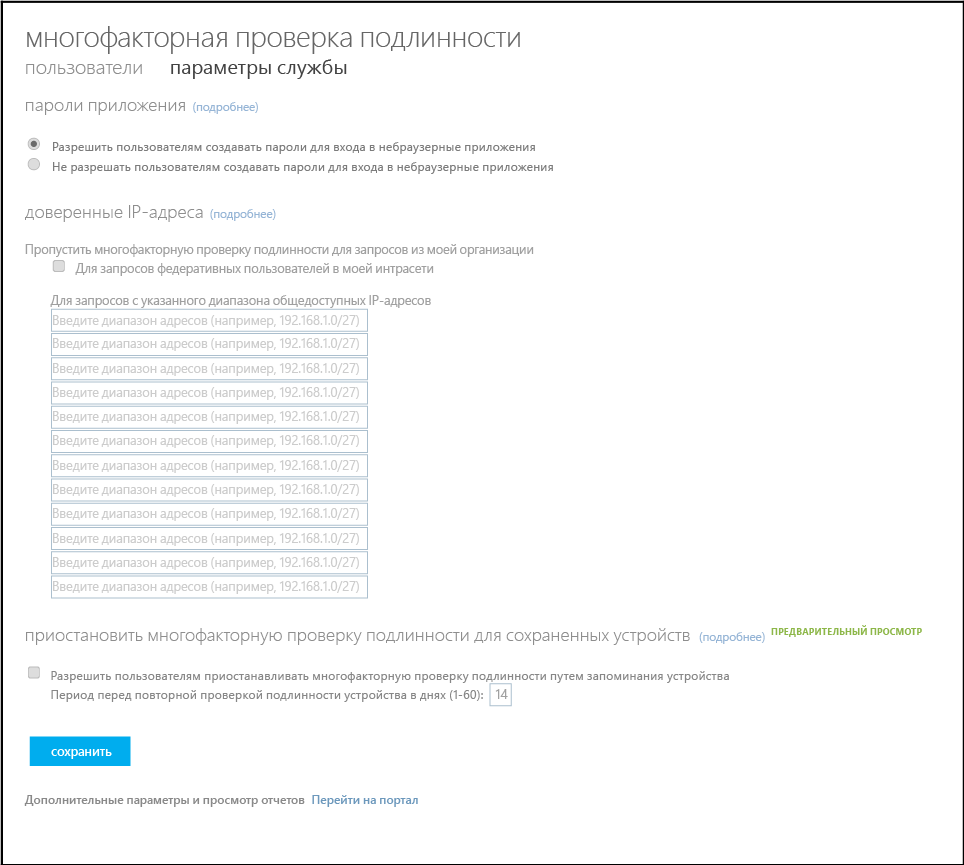 многофакторная проверка подлинности
пользователи параметры службы
пароли приложения (подробнее)
Разрешить пользователям создавать пароли для входа в небраузерные приложения
Не разрешать пользователям создавать пароли для входа в небраузерные приложения
доверенные IP-адреса (подробнее)
Пропустить многофакторную проверку подлинности для запросов из моей организации
Для запросов федеративных пользователей в моей интрасети
Для запросов с указанного диапазона общедоступных IP-адресов
Введите диапазон адресов (например, 192.168.1.0/27)
Введите диапазон адресов (например, 192.168.1.0/27)
Введите диапазон адресов (например, 192.168.1.0/27)
Введите диапазон адресов (например, 192.168.1.0/27)
Введите диапазон адресов (например, 192.168.1.0/27)
Введите диапазон адресов (например, 192.168.1.0/27)
Введите диапазон адресов (например, 192.168.1.0/27)
Введите диапазон адресов (например, 192.168.1.0/27)
Введите диапазон адресов (например, 192.168.1.0/27)
Введите диапазон адресов (например, 192.168.1.0/27)
Введите диапазон адресов (например, 192.168.1.0/27)
Введите диапазон адресов (например, 192.168.1.0/27)
приостановить многофакторную проверку подлинности для сохраненных устройств (подробнее) ПРЕДВАРИТЕЛЬНЫЙ ПРОСМОТР
Разрешить пользователям приостанавливать многофакторную проверку подлинности путем запоминания устройства
Период перед повторной проверкой подлинности устройства в днях (1-60): 14
сохранить
Дополнительные параметры и просмотр отчетов Перейти на портал